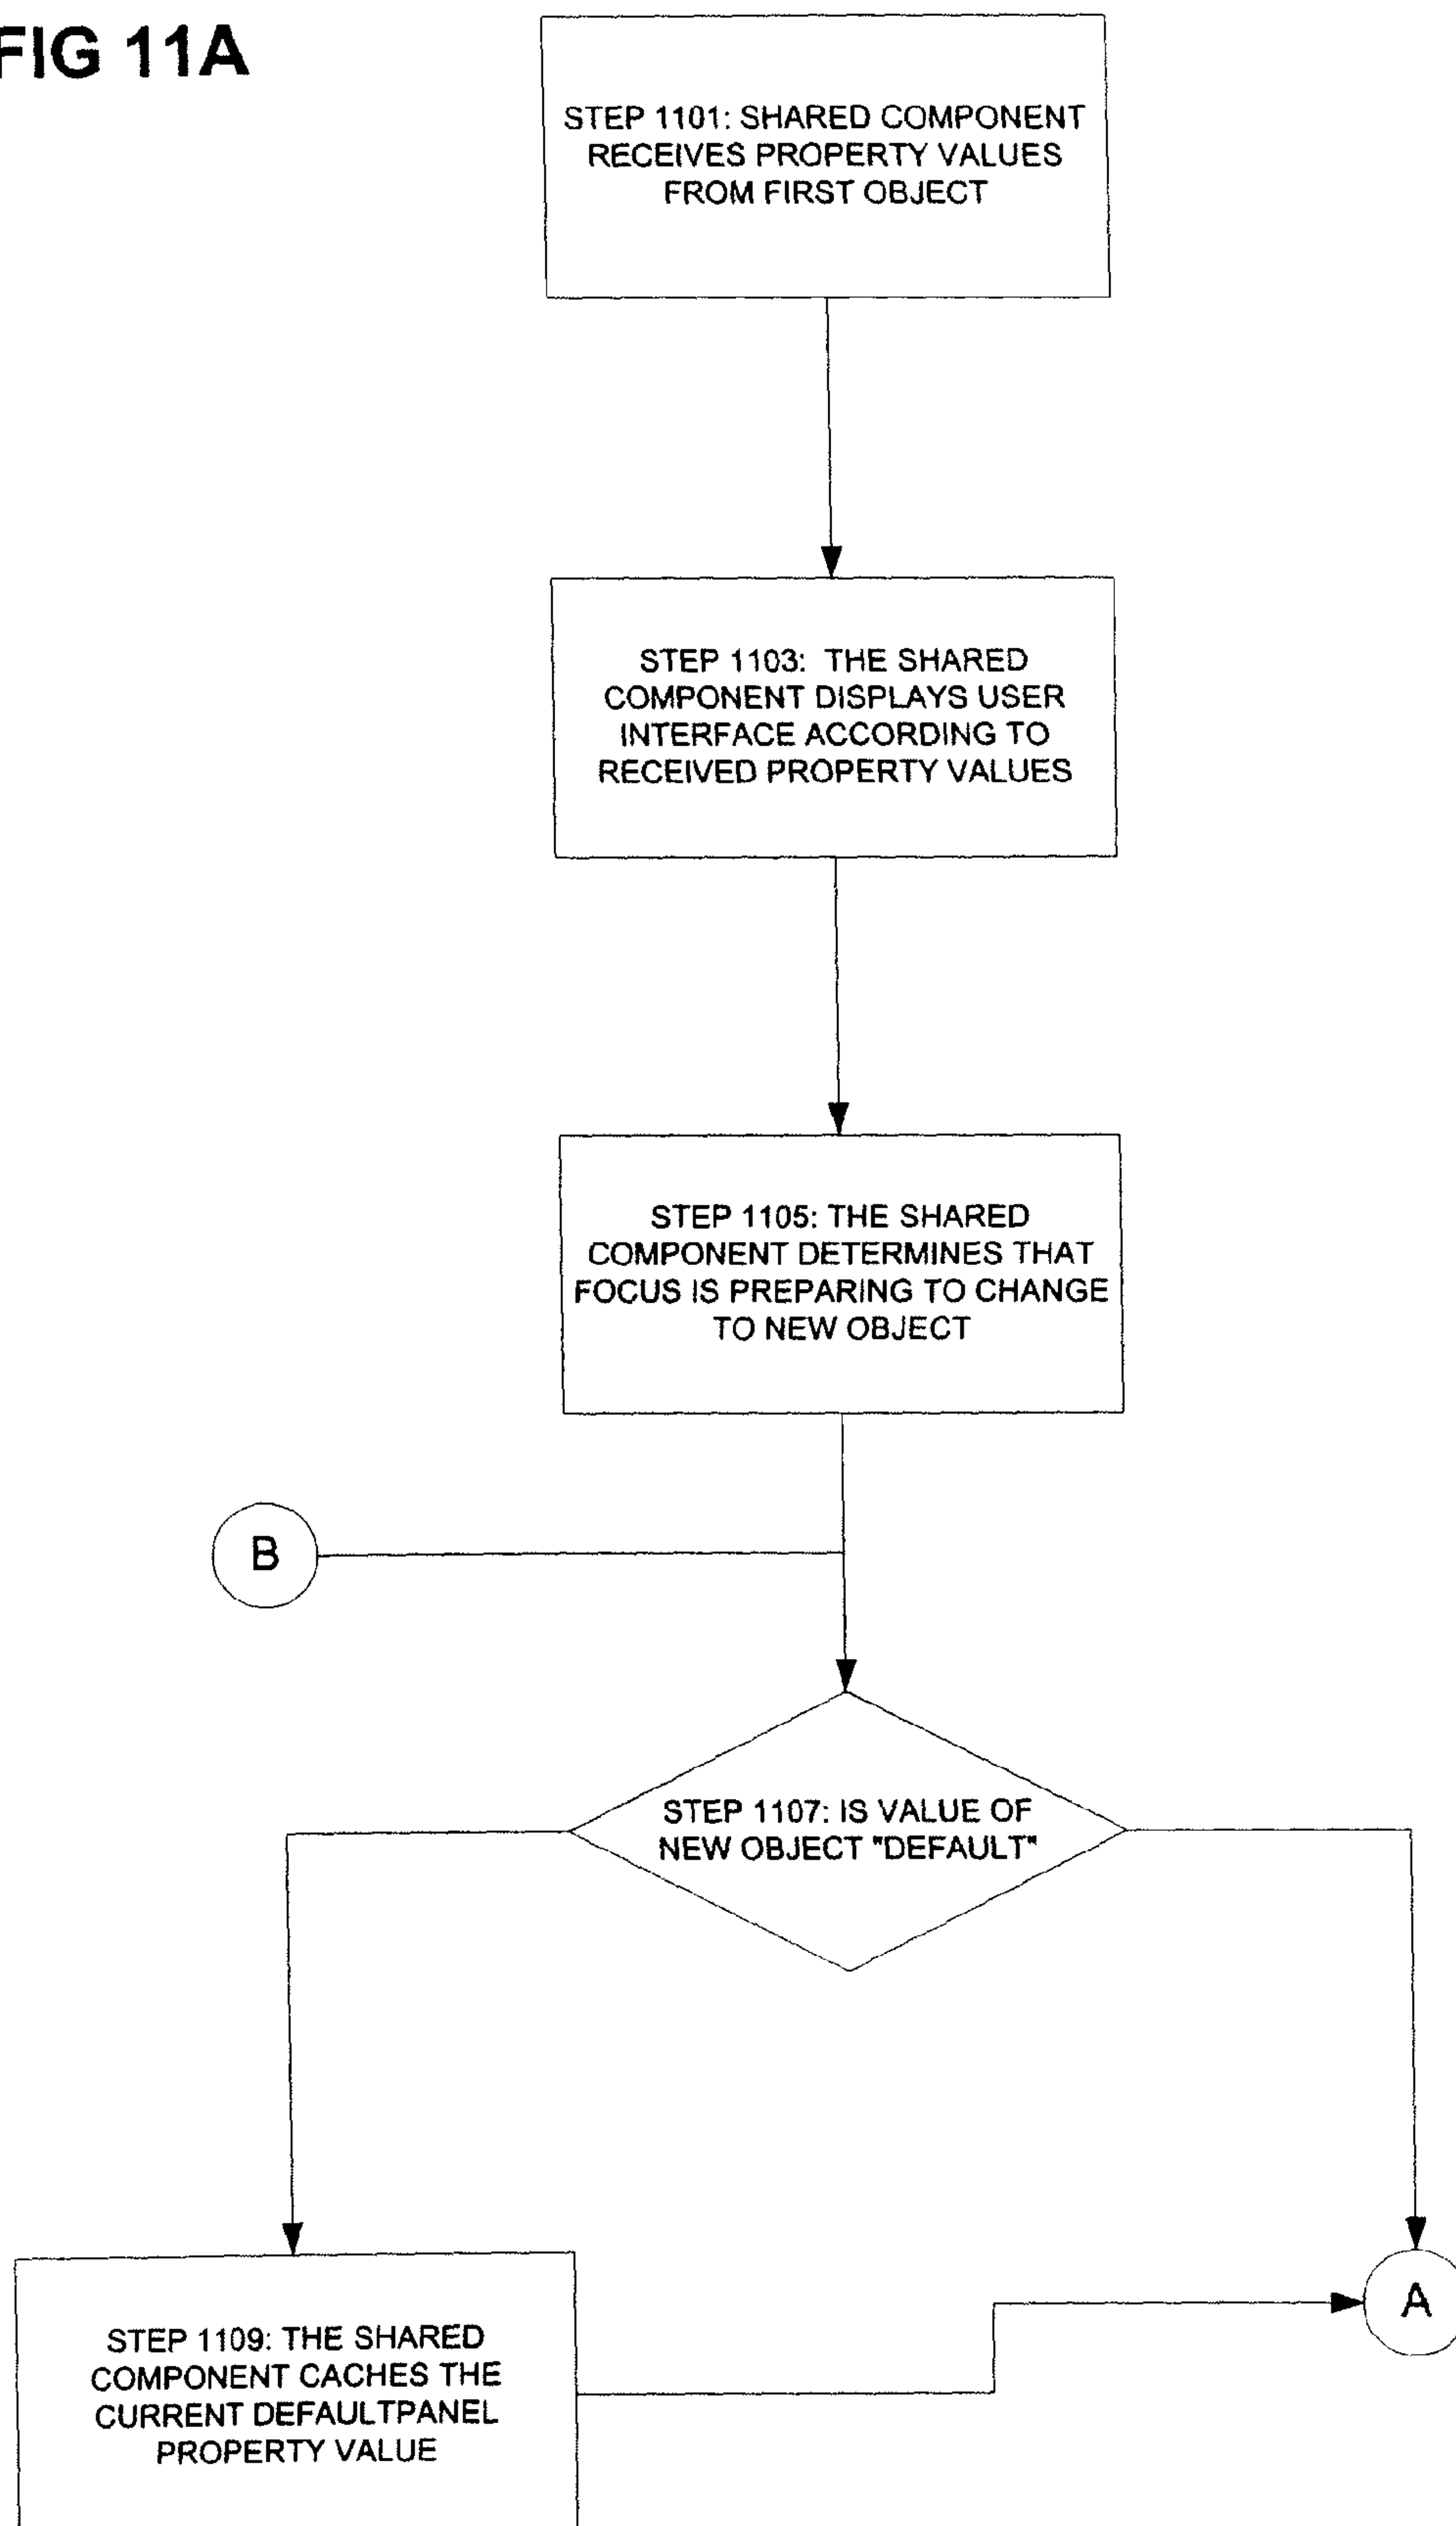 FIG 11A
STEP 1101: SHARED COMPONENT
RECEIVES PROPERTY VALUES
FROM FIRST OBJECT
STEP 1103: THE SHARED
COMPONENT DISPLAYS USER
INTERFACE ACCORDING TO
RECEIVED PROPERTY VALUES
STEP 1105: THE SHARED
COMPONENT DETERMINES THAT
FOCUS IS PREPARING TO CHANGE
TO NEW OBJECT
B
STEP 1107: IS VALUE OF
NEW OBJECT "DEFAULT"
A
STEP 1109: THE SHARED
COMPONENT CACHES THE
CURRENT DEFAULTPANEL
PROPERTY VALUE